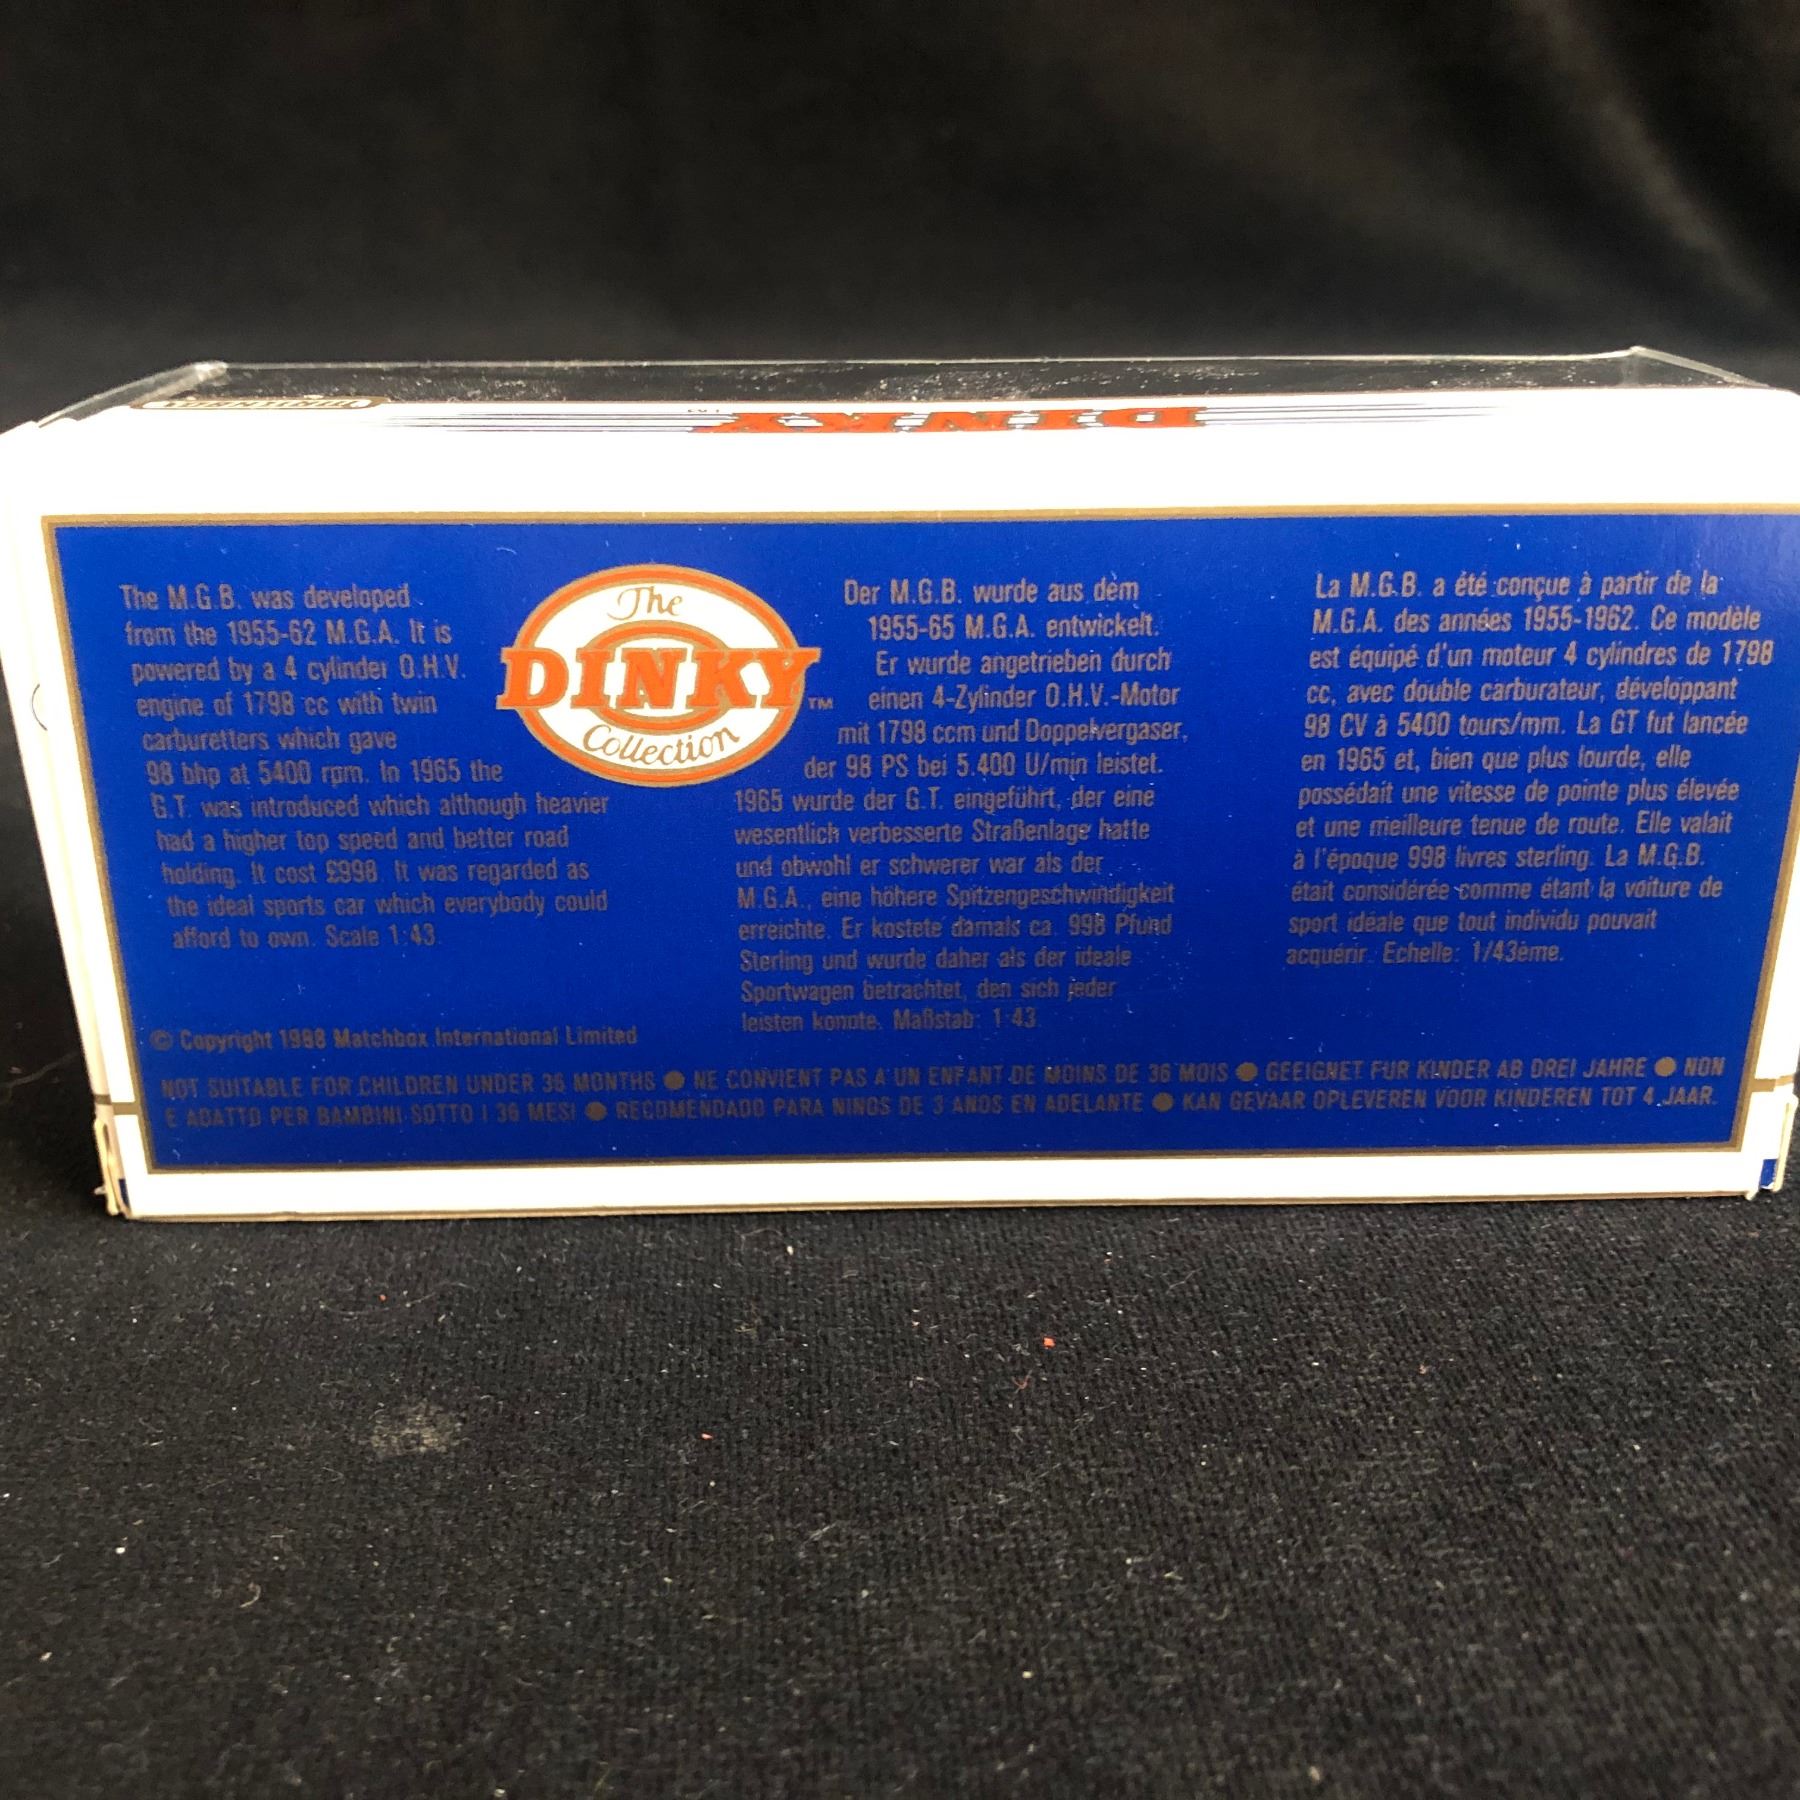 DINKY
The M.G.B. was developed
from the 1955-62 M.G.A. It is
powered by a 4 cylinder O.H.V.
engine of 1798 cc with twin
carburetters which gave
98 bhp at 5400 rpm. In 1965 the
G.T. was introduced which although heavier
had a higher top speed and better road
holding. It cost £998. It was regarded as
the ideal sports car which everybody could
afford to own. Scale 1:43.
© Copyright 1988 Matchbox International Limited
The
DINKY™
Collection
Der M.G.B. wurde aus dem
1955-65 M.G.A. entwickelt.
Er wurde angetrieben durch
einen 4-Zylinder O.H.V.-Motor
mit 1798 ccm und Doppelvergaser,
der 98 PS bei 5.400 U/min leistet.
1965 wurde der G.T. eingeführt, der eine
wesentlich verbesserte Straßenlage hatte
und obwohl er schwerer war als der
M.G.A., eine höhere Spitzengeschwindigkeit
erreichte. Er kostete damals ca. 998 Pfund
Sterling und wurde daher als der ideale
Sportwagen betrachtet, den sich jeder
leisten konnte. Maßstab: 1:43.
La M.G.B. a été conçue à partir de la
M.G.A. des années 1955-1962. Ce modèle
est équipé d'un moteur 4 cylindres de 1798
cc, avec double carburateur, développant
98 CV à 5400 tours/mm. La GT fut lancée
en 1965 et, bien que plus lourde, elle
possédait une vitesse de pointe plus élevée
et une meilleure tenue de route. Elle valait
à l'époque 998 livres sterling. La M.G.B.
était considérée comme étant la voiture de
sport idéale que tout individu pouvait
acquérir. Echelle: 1/43ème.
NOT SUITABLE FOR CHILDREN UNDER 36 MONTHS ● NE CONVIENT PAS A UN ENFANT DE MOINS DE 36 MOIS ● GEEIGNET FUR KINDER AB DREI JAHRE ● NON
E ADATTO PER BAMBINI SOTTO I 36 MESI ● RECOMENDADO PARA NINOS DE 3 ANOS EN ADELANTE ● KAN GEVAAR OPLEVEREN VOOR KINDEREN TOT 4 JAAR.